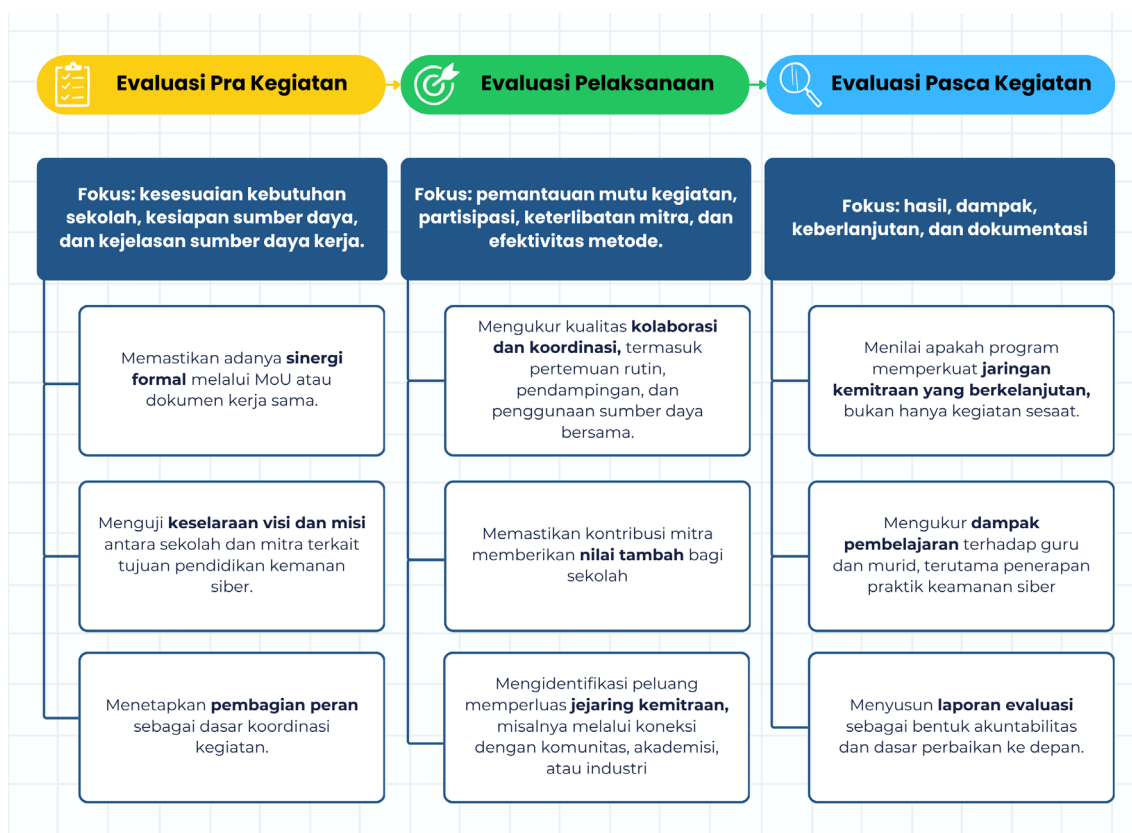 Evaluasi Pra Kegiatan
Evaluasi Pelaksanaan
Evaluasi Pasca Kegiatan
Fokus: kesesuaian kebutuhan
sekolah, kesiapan sumber daya,
dan kejelasan sumber daya kerja.
Memastikan adanya sinergi
formal melalui MoU atau
dokumen kerja sama.
Menguji keselaraan visi dan misi
antara sekolah dan mitra terkait
tujuan pendidikan kemanan
siber.
Menetapkan pembagian peran
sebagai dasar koordinasi
kegiatan.
Fokus: pemantauan mutu kegiatan,
partisipasi, keterlibatan mitra, dan
efektivitas metode.
Mengukur kualitas kolaborasi
dan koordinasi, termasuk
pertemuan rutin,
pendampingan, dan
penggunaan sumber daya
bersama.
Memastikan kontribusi mitra
memberikan nilai tambah bagi
sekolah
Mengidentifikasi peluang
memperluas jejaring kemitraan,
misalnya melalui koneksi
dengan komunitas, akademisi,
atau industri
Fokus: hasil, dampak,
keberlanjutan, dan dokumentasi
Menilai apakah program
memperkuat jaringan
kemitraan yang berkelanjutan,
bukan hanya kegiatan sesaat.
Mengukur dampak
pembelajaran terhadap guru
dan murid, terutama penerapan
praktik keamanan siber
Menyusun laporan evaluasi
sebagai bentuk akuntabilitas
dan dasar perbaikan ke depan.